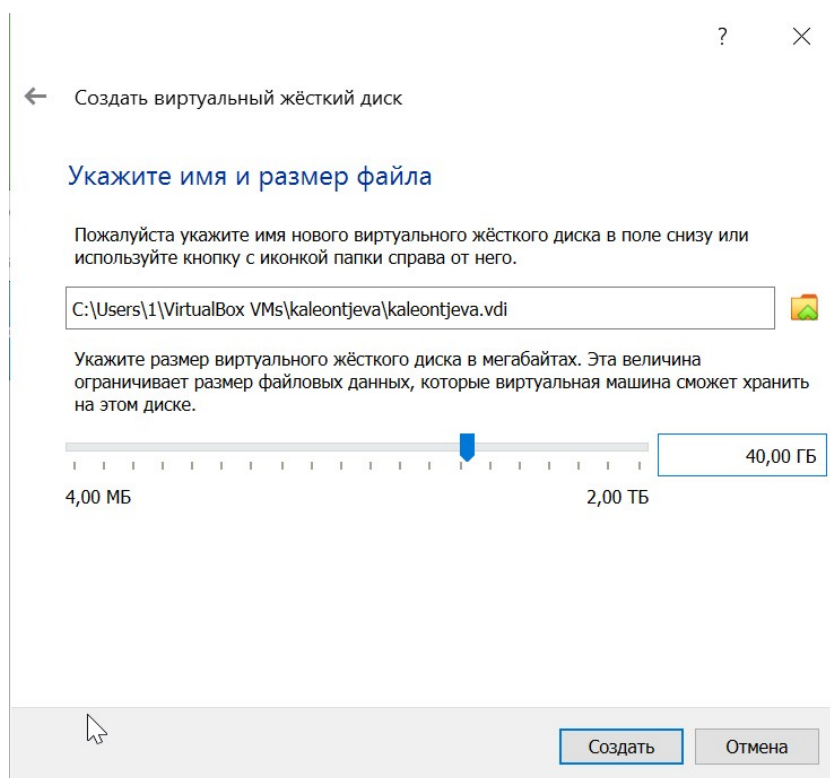 ?
Создать виртуальный жёсткий диск
Укажите имя и размер файла
Пожалуйста укажите имя нового виртуального жёсткого диска в поле снизу или
используйте кнопку с иконкой папки справа от него.
C:\Users\1\VirtualBox VMs\kaleontjeva\kaleontjeva.vdi
Укажите размер виртуального жёсткого диска в мегабайтах. Эта величина
ограничивает размер файловых данных, которые виртуальная машина сможет хранить
на этом диске.
40,00 ГБ
4,00 МБ 2,00 ТБ
Создать Отмена